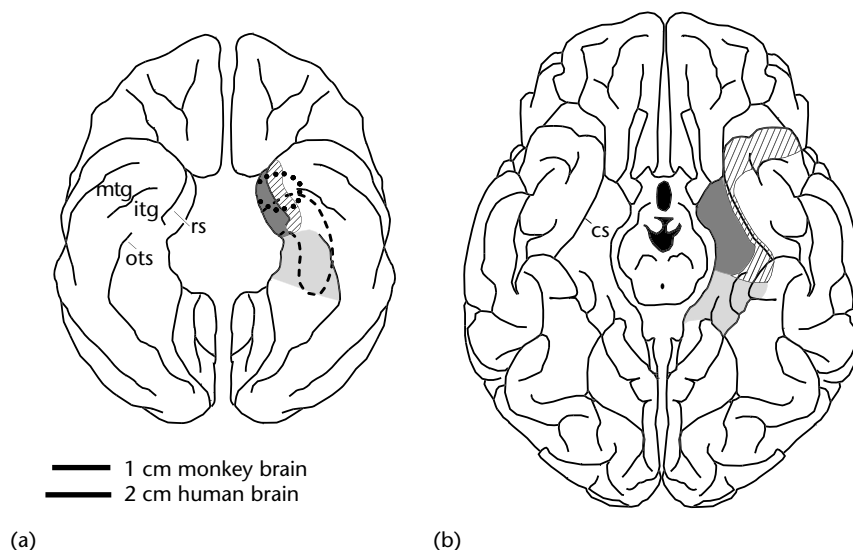 mtg
itg
rs
ots
cs
1 cm monkey brain
2 cm human brain
(a)
(b)